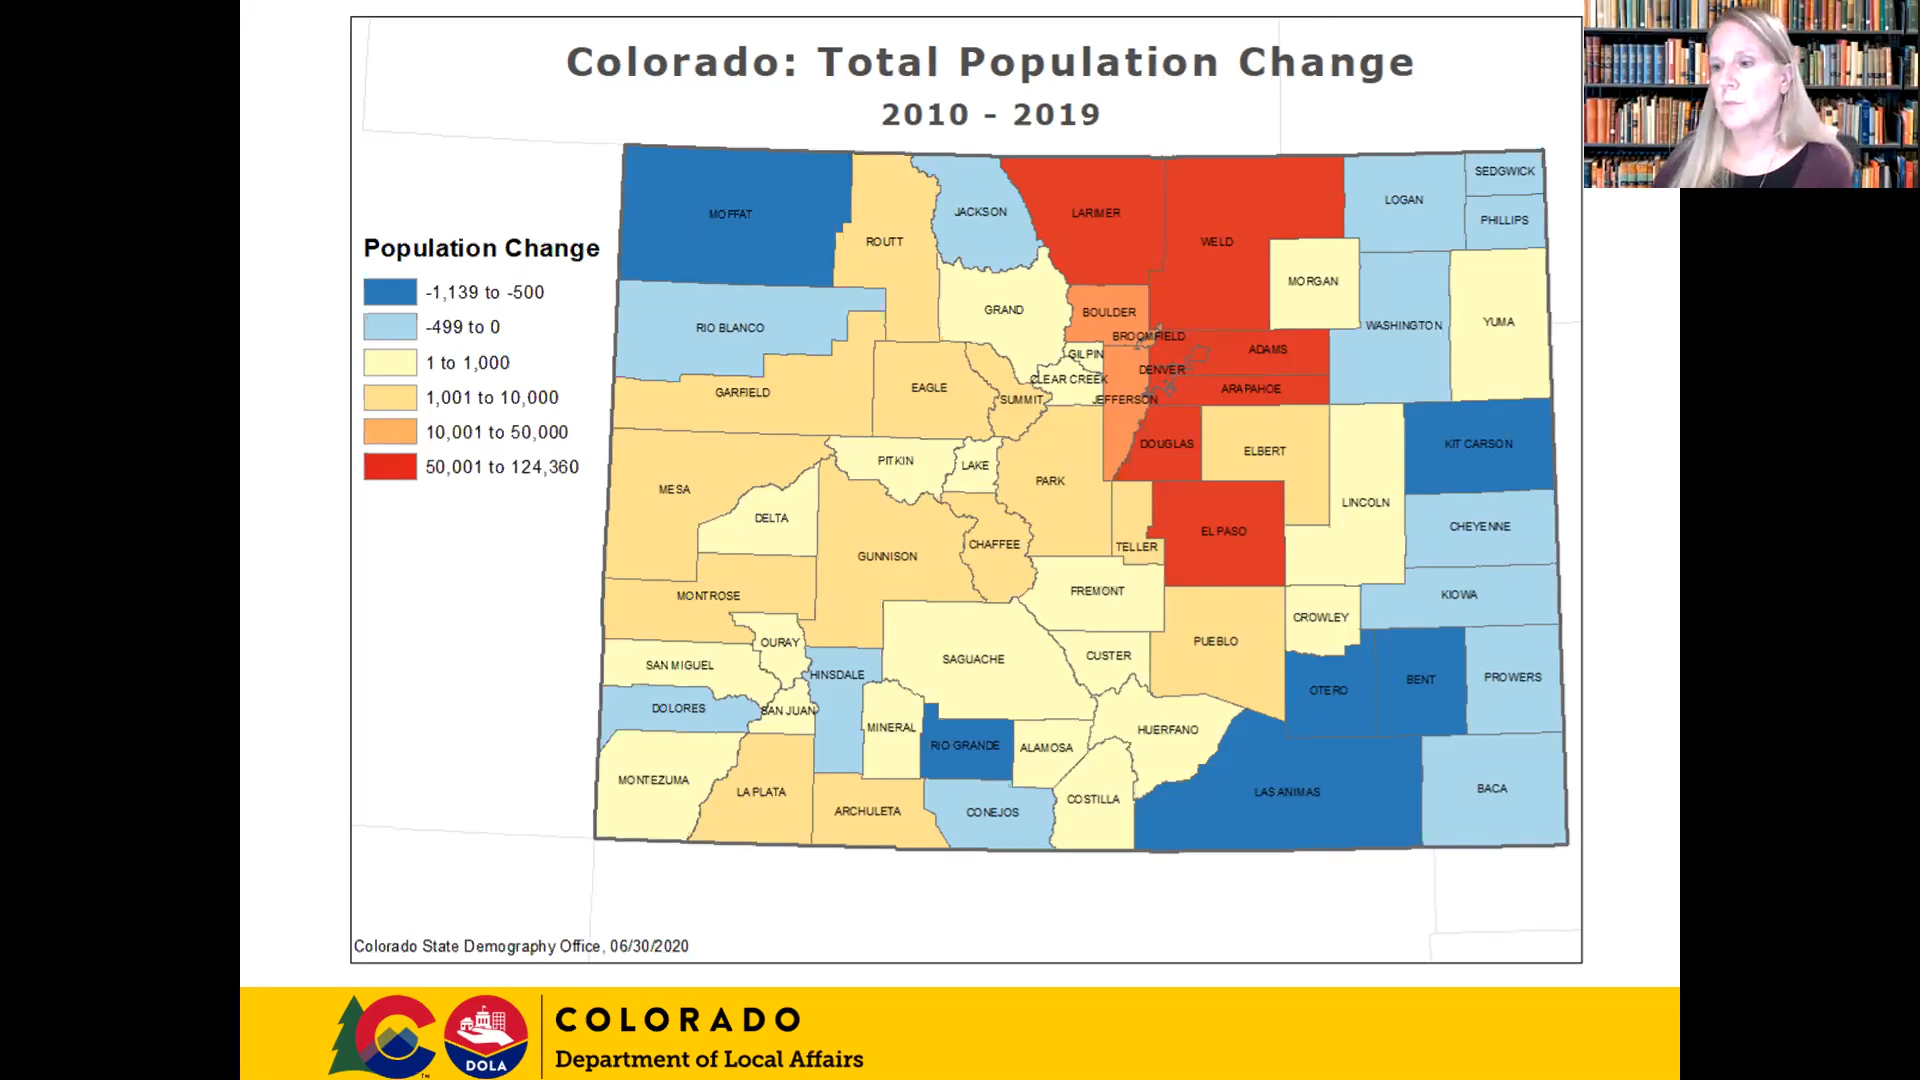 Colorado: Total Population Change
2010 - 2019
Population Change
-1,139 to -500
-499 to 0
1 to 1,000
1,001 to 10,000
10,001 to 50,000
50,001 to 124,360
MOFFAT
ROUTT
JACKSON
LARIMER
WELD
LOGAN
SEDGWICK
PHILLIPS
RIO BLANCO
GRAND
BOULDER
BROOMFIELD
MORGAN
WASHINGTON
YUMA
GILPIN
ADAMS
CLEAR CREEK
DENVER
ARAPAHOE
JEFFERSON
GARFIELD
EAGLE
SUMMIT
DOUGLAS
ELBERT
KIT CARSON
PITKIN
LAKE
PARK
LINCOLN
MESA
DELTA
GUNNISON
CHAFFEE
TELLER
EL PASO
CHEYENNE
MONTROSE
FREMONT
KIOWA
CROWLEY
OURAY
PUEBLO
SAN MIGUEL
HINSDALE
SAGUACHE
CUSTER
OTERO
BENT
PROWERS
DOLORES
SAN JUAN
MINERAL
RIO GRANDE
ALAMOSA
HUERFANO
MONTEZUMA
LA PLATA
ARCHULETA
CONEJOS
COSTILLA
LAS ANIMAS
BACA
Colorado State Demography Office, 06/30/2020
DOLA
TM
COLORADO
Department of Local Affairs